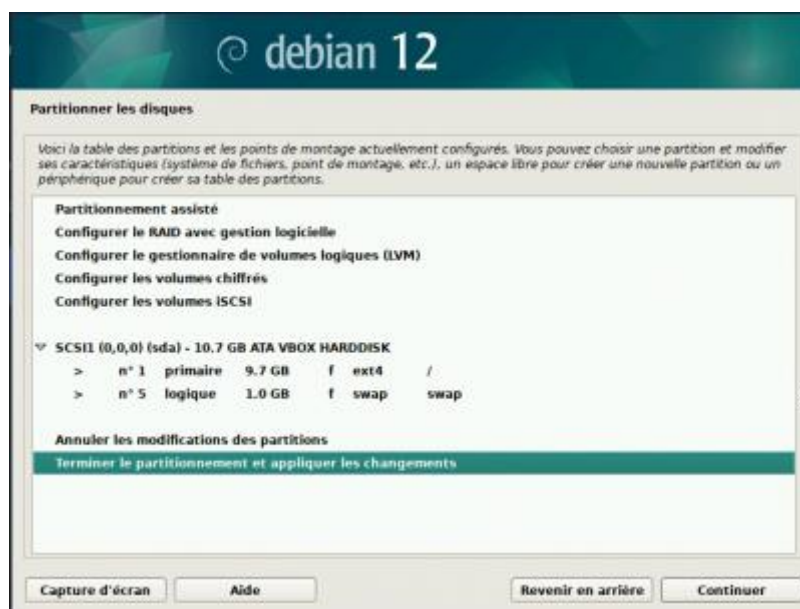 debian 12
Partitionner les disques
Voici la table des partitions et les points de montage actuellement configurés. Vous pouvez choisir une partition et modifier
ses caractéristiques (système de fichiers, point de montage, etc.), un espace libre pour créer une nouvelle partition ou un
périphérique pour créer sa table des partitions.
Partitionnement assisté
Configurer le RAID avec gestion logicielle
Configurer le gestionnaire de volumes logiques (LVM)
Configurer les volumes chiffrés
Configurer les volumes iSCSI
SCSI1 (0,0,0) (sda) - 10.7 GB ATA VBOX HARDDISK
> n° 1 primaire 9.7 GB f ext4 /
> n° 5 logique 1.0 GB f swap swap
Annuler les modifications des partitions
Terminer le partitionnement et appliquer les changements
Capture d'écran Aide Revenir en arrière Continuer